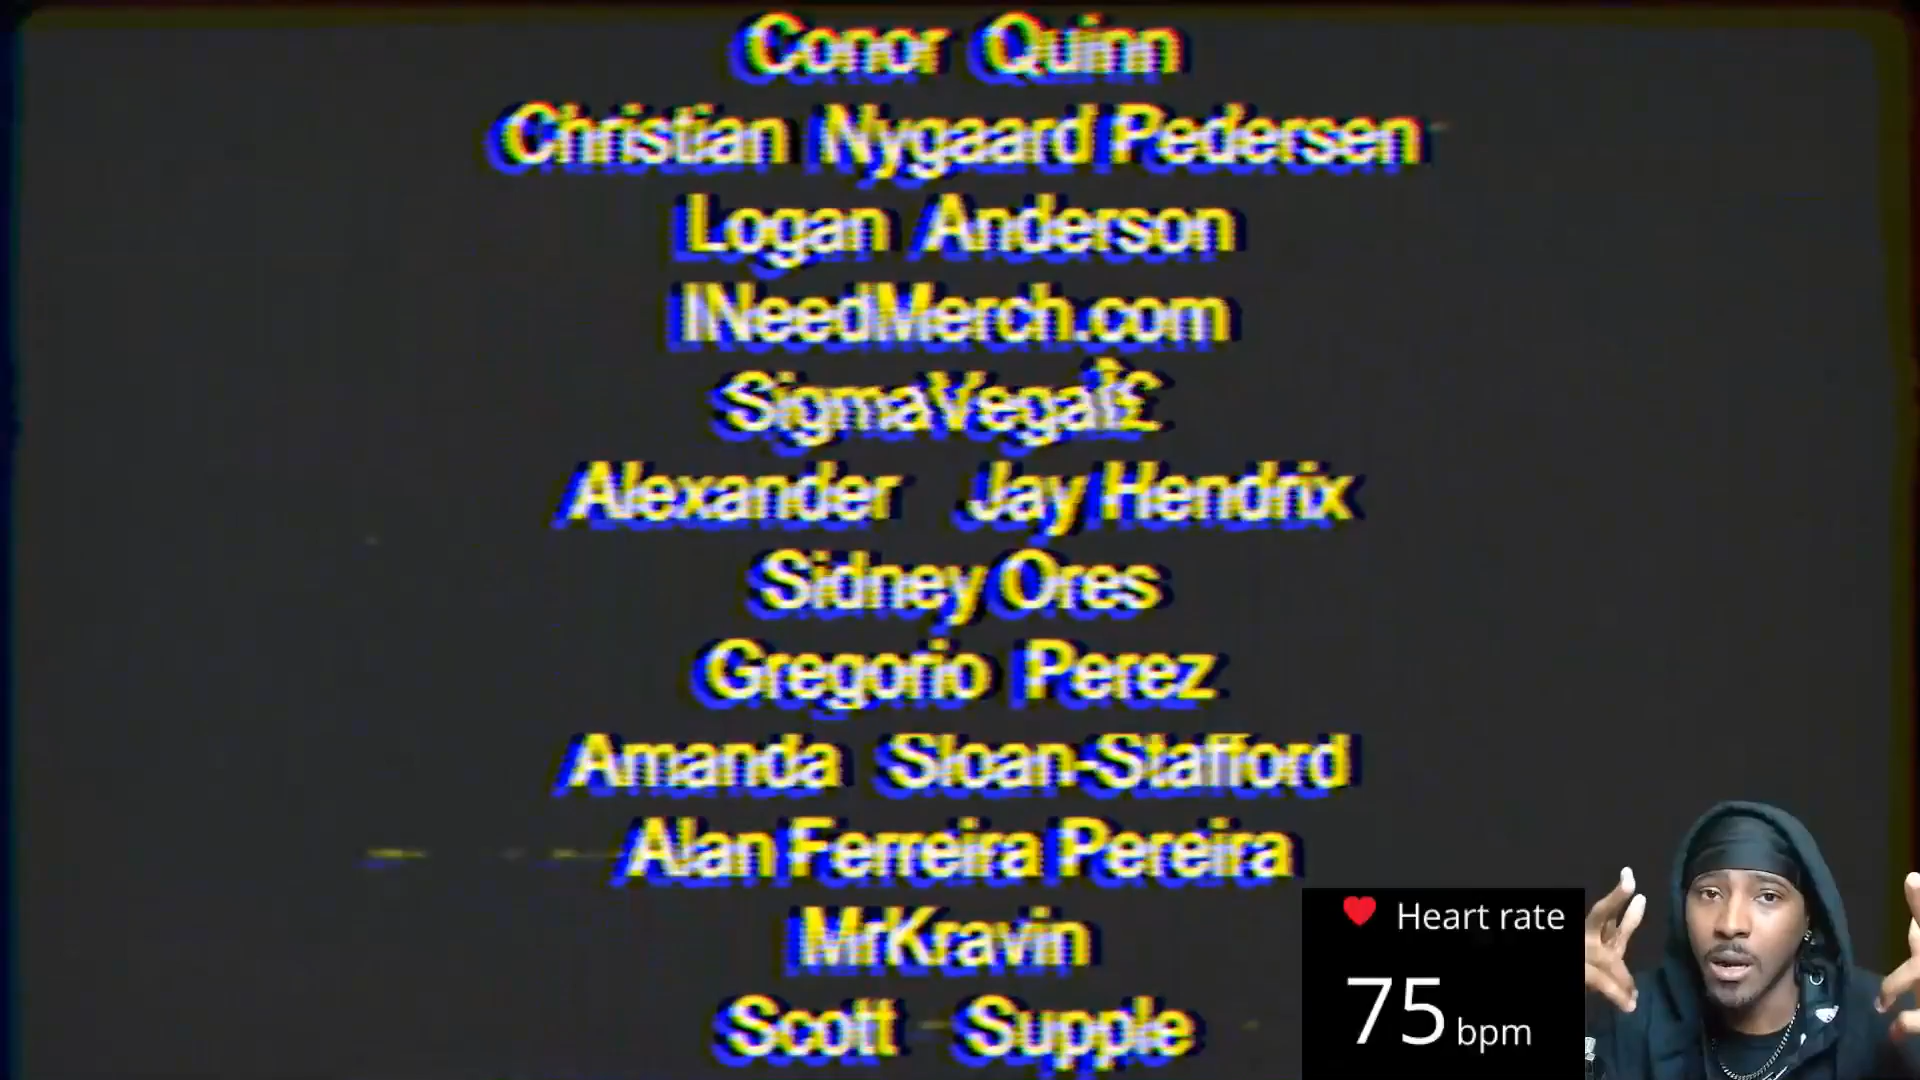 Conor Quinn
Christian Nygaard Pedersen
Logan Anderson
INeedMerch.com
Alexander Jay Hendrix
Sidney Ores
Gregorio Perez
Amanda Sloan-Stafford
Alan Ferreira Pereira
MrKravin
Scott Supple
Heart rate
75 bpm